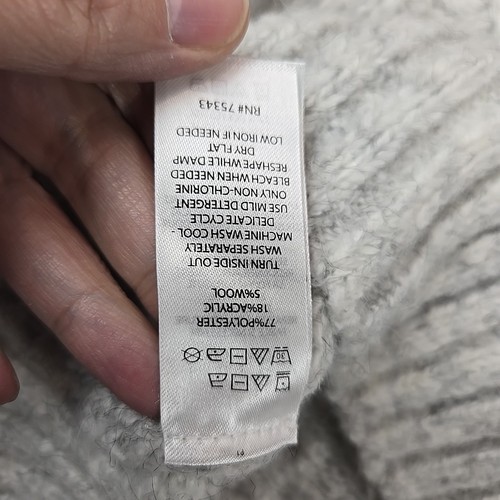 77%POLYESTER
18%ACRYLIC
5%WOOL
TURN INSIDE OUT
WASH SEPARATELY
MACHINE WASH COOL -
DELICATE CYCLE
USE MILD DETERGENT
ONLY NON-CHLORINE
BLEACH WHEN NEEDED
RESHAPE WHILE DAMP
DRY FLAT
LOW IRON IF NEEDED
RN# 75343